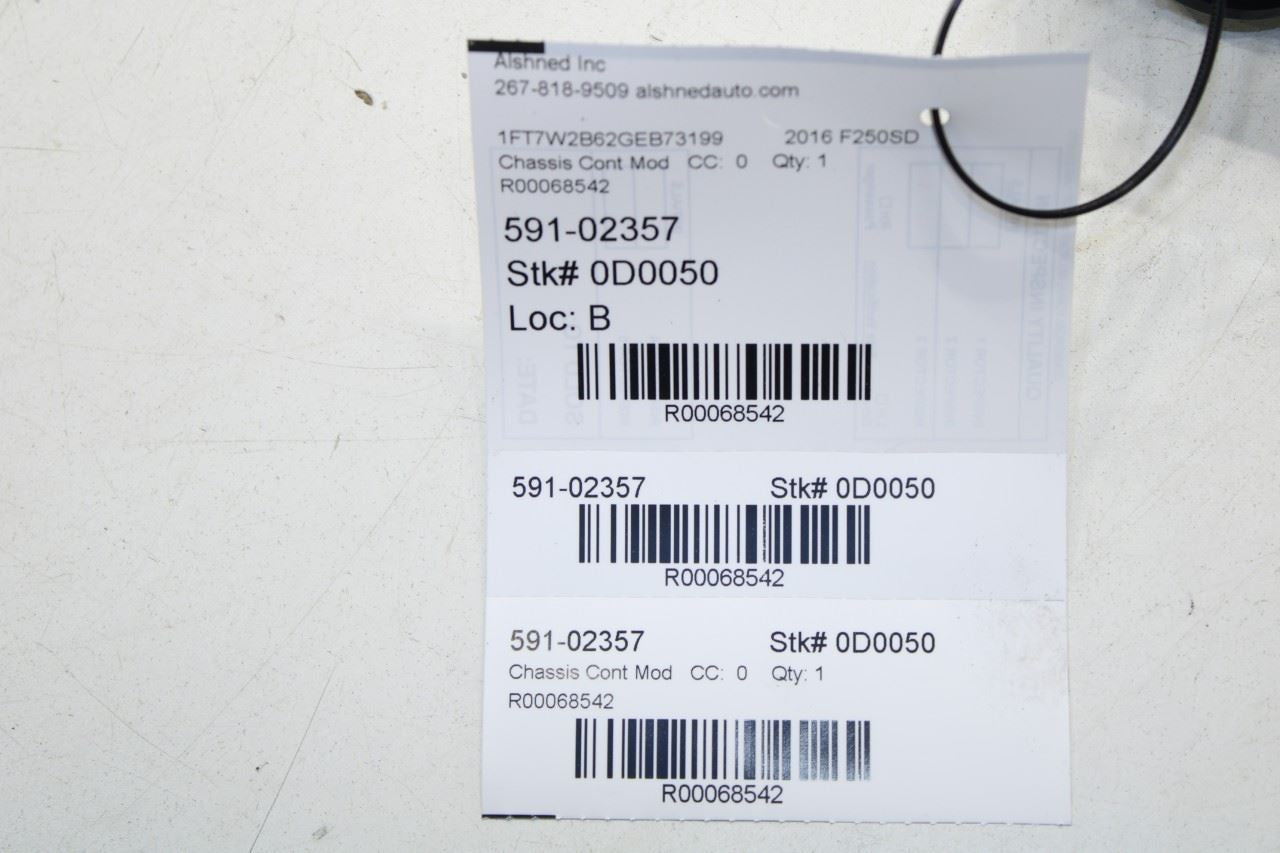 Alshned Inc
267-818-9509 alshnedauto.com
1FT7W2B62GEB73199 2016 F250SD
Chassis Cont Mod CC: 0 Qty: 1
R00068542
591-02357
Stk# 0D0050
Loc: B
R00068542
591-02357 Stk# 0D0050
R00068542
591-02357 Stk# 0D0050
Chassis Cont Mod CC: 0 Qty: 1
R00068542
R00068542